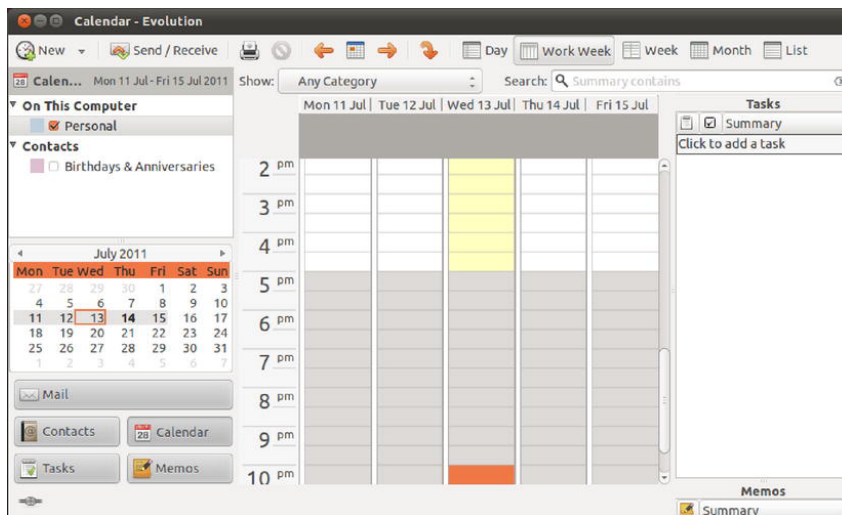 Calendar - Evolution
New Send / Receive Day Work Week Week Month List
28 Calen... Mon 11 Jul - Fri 15 Jul 2011 Show: Any Category Search: Summary contains
On This Computer
Personal
Contacts
Birthdays & Anniversaries
July 2011
Mon Tue Wed Thu Fri Sat Sun
27 28 29 30 1 2 3
4 5 6 7 8 9 10
11 12 13 14 15 16 17
18 19 20 21 22 23 24
25 26 27 28 29 30 31
1 2 3 4 5 6 7
Mail
Contacts 28 Calendar
Tasks Memos
Mon 11 Jul Tue 12 Jul Wed 13 Jul Thu 14 Jul Fri 15 Jul
2 pm
3 pm
4 pm
5 pm
6 pm
7 pm
8 pm
9 pm
10 pm
Tasks
Summary
Click to add a task
Memos
Summary